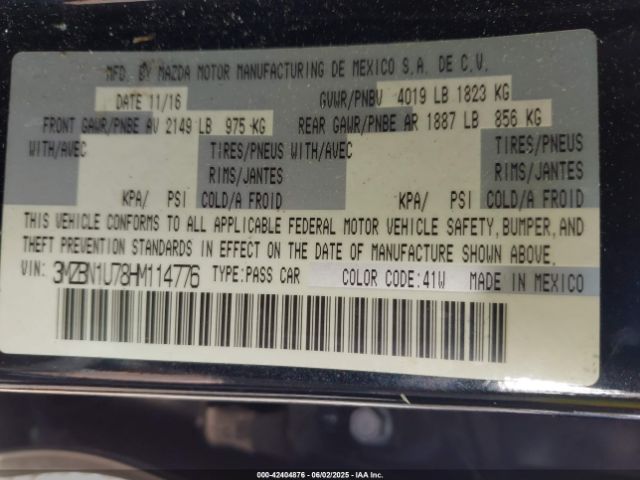 MFD. BY MAZDA MOTOR MANUFACTURING DE MEXICO S.A. DE C.V.
DATE 11/16 GVWR/PNBV 4019 LB 1823 KG
FRONT GAWR/PNBE AV 2149 LB 975 KG REAR GAWR/PNBE AR 1887 LB 856 KG
WITH/AVEC TIRES/PNEUS WITH/AVEC TIRES/PNEUS
RIMS/JANTES RIMS/JANTES
KPA/ PSI COLD/A FROID KPA/ PSI COLD/A FROID
THIS VEHICLE CONFORMS TO ALL APPLICABLE FEDERAL MOTOR VEHICLE SAFETY, BUMPER, AND
THEFT PREVENTION STANDARDS IN EFFECT ON THE DATE OF MANUFACTURE SHOWN ABOVE.
VIN: 3MZBN1U78HM114776 TYPE:PASS CAR COLOR CODE:41W MADE IN MEXICO
000-42404876 - 06/02/2025 - IAA Inc.